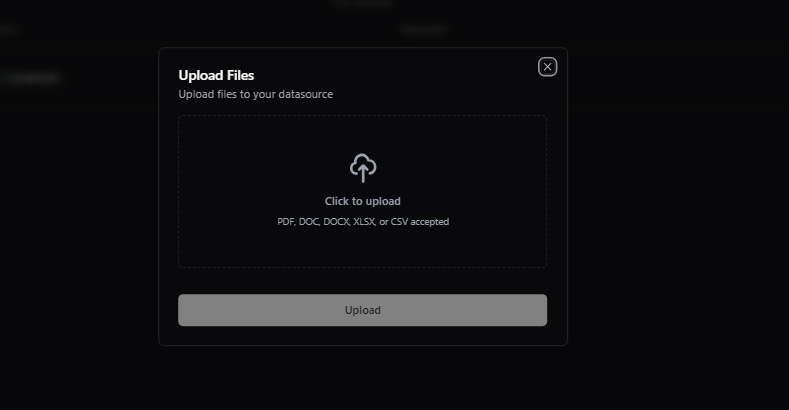 Upload Files
Upload files to your datasource
Click to upload
PDF, DOC, DOCX, XLSX, or CSV accepted
Upload